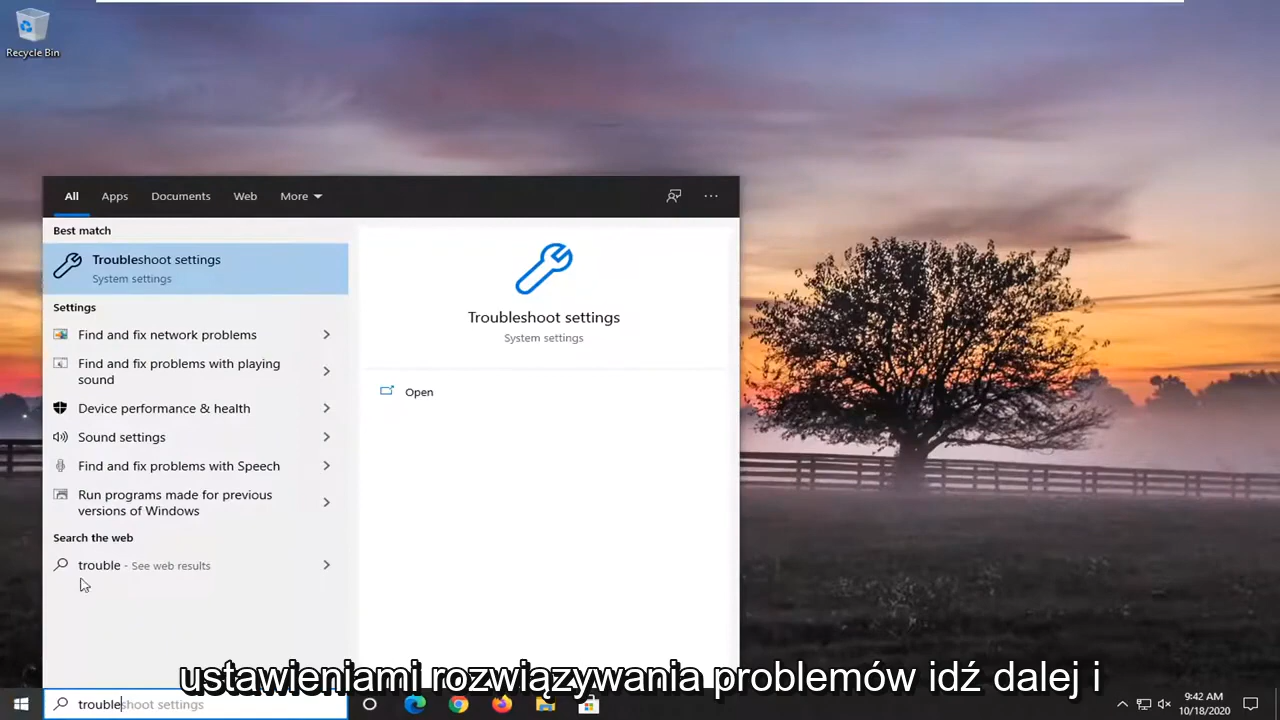 Recycle Bin
All Apps Documents Web More
Best match
Troubleshoot settings
System settings
Settings
Find and fix network problems
Find and fix problems with playing
sound
Device performance & health
Sound settings
Find and fix problems with Speech
Run programs made for previous
versions of Windows
Search the web
trouble - See web results
Troubleshoot settings
System settings
Open
ustawieniami rozwiązywania problemów idź dalej i
troubleshoot settings
9:42 AM
10/18/2020